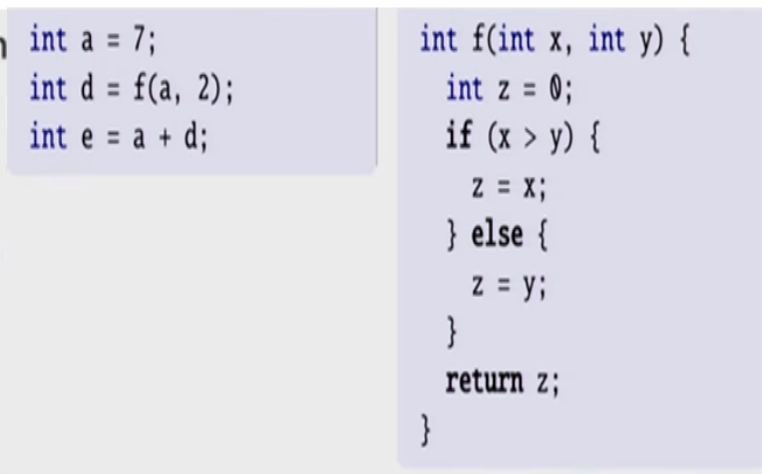 int a = 7;
int d = f(a, 2);
int e = a + d;
int f(int x, int y) {
int z = 0;
if (x > y) {
z = x;
} else {
z = y;
}
return z;
}